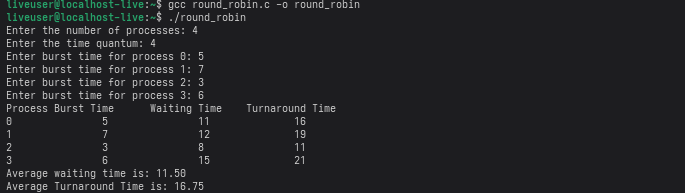 liveuser@localhost-live:~$ gcc round_robin.c -o round_robin
liveuser@localhost-live:~$ ./round_robin
Enter the number of processes: 4
Enter the time quantum: 4
Enter burst time for process 0: 5
Enter burst time for process 1: 7
Enter burst time for process 2: 3
Enter burst time for process 3: 6
Process Burst Time      Waiting Time    Turnaround Time
0               5               11              16
1               7               12              19
2               3               8               11
3               6               15              21
Average waiting time is: 11.50
Average Turnaround Time is: 16.75